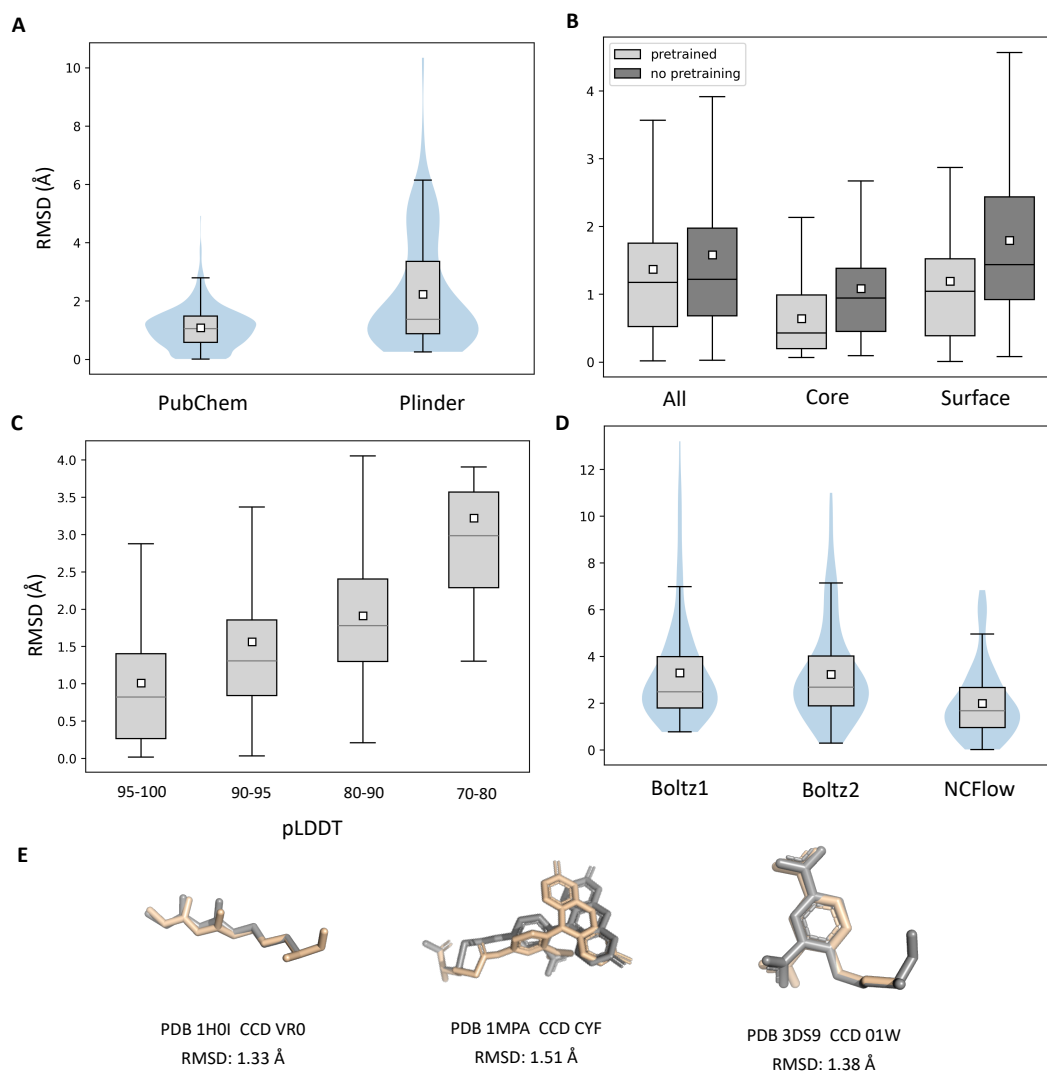 A
RMSD (Å)
10
8
6
4
2
0
PubChem
Plinder
B
pretrained
no pretraining
4
3
2
1
0
All
Core
Surface
C
RMSD (Å)
4.0
3.5
3.0
2.5
2.0
1.5
1.0
0.5
0.0
95-100
90-95
80-90
70-80
pLDDT
D
12
10
8
6
4
2
0
Boltz1
Boltz2
NCFlow
E
PDB 1H0I CCD VR0
RMSD: 1.33 Å
PDB 1MPA CCD CYF
RMSD: 1.51 Å
PDB 3DS9 CCD 01W
RMSD: 1.38 Å